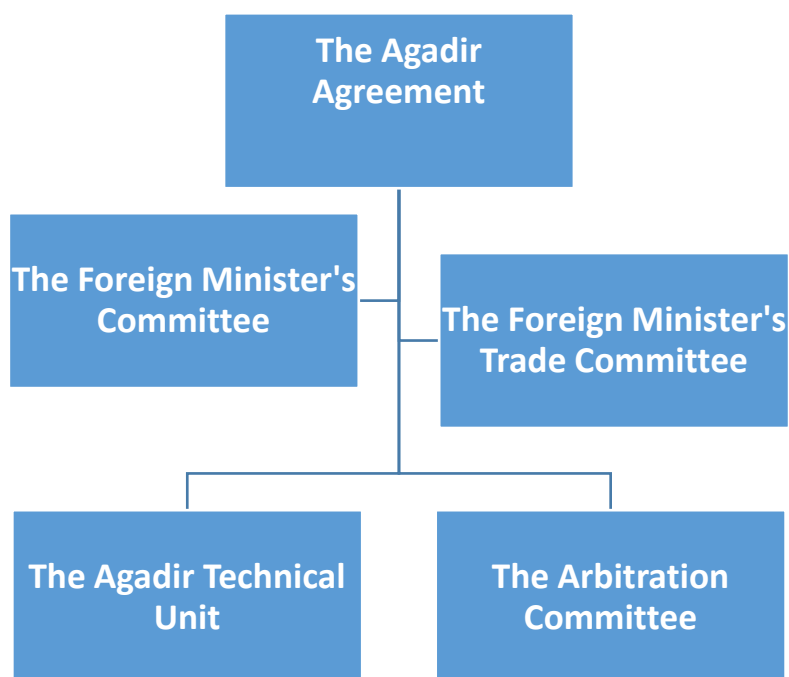 The Agadir
Agreement
The Foreign Minister's
Committee
The Foreign Minister's
Trade Committee
The Agadir Technical
Unit
The Arbitration
Committee